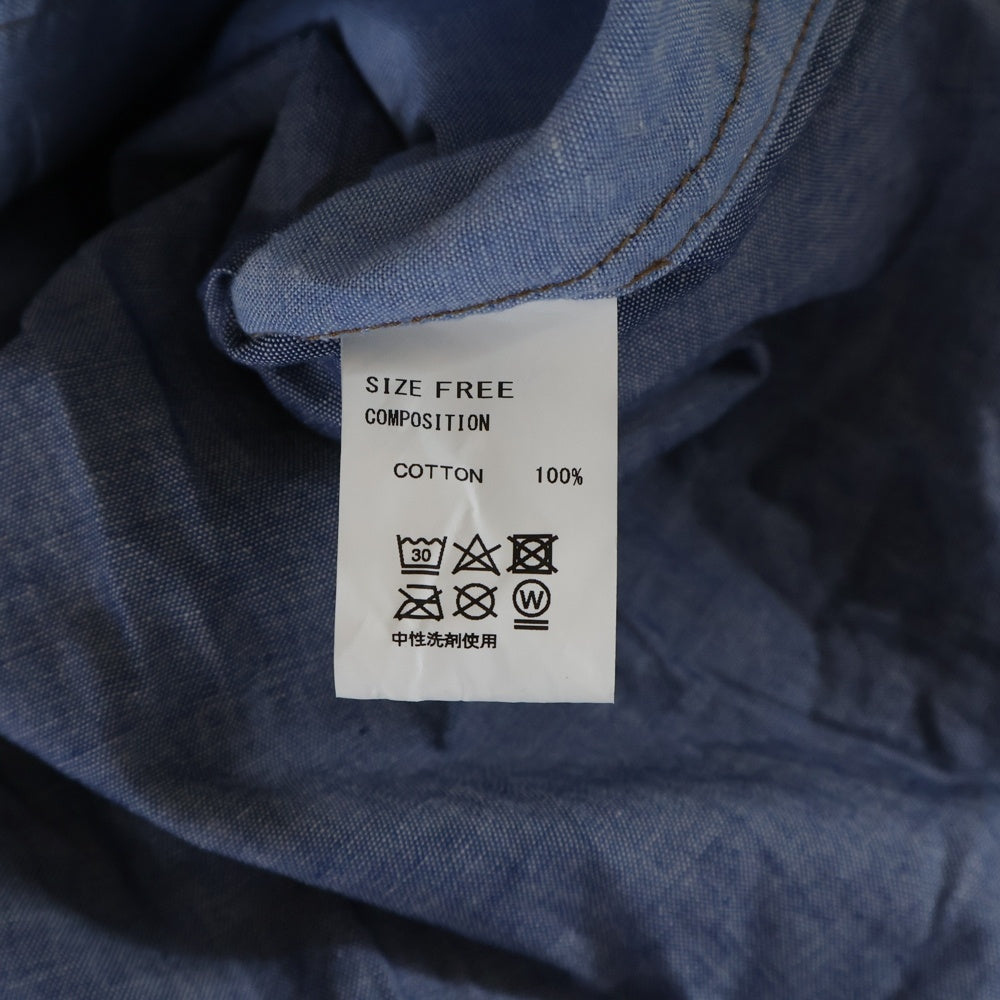 SIZE FREE
COMPOSITION
COTTON 100%
30
W
中性洗剤使用